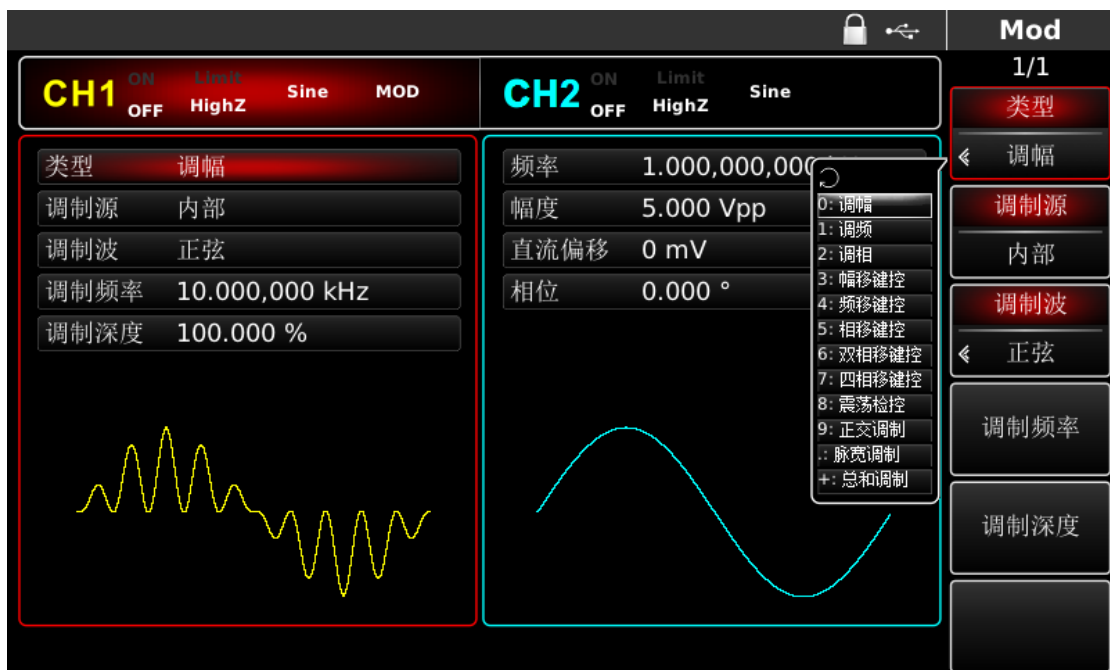 Mod
1/1
CH1 ON OFF Limit HighZ Sine MOD
CH2 ON OFF Limit HighZ Sine
类型 调幅
调制源 内部
调制波 正弦
调制频率 10.000,000 kHz
调制深度 100.000 %
频率 1.000,000,000
幅度 5.000 Vpp
直流偏移 0 mV
相位 0.000 °
0: 调幅
1: 调频
2: 调相
3: 幅移键控
4: 频移键控
5: 相移键控
6: 双相移键控
7: 四相移键控
8: 震荡检控
9: 正交调制
.: 脉宽调制
+: 总和调制
类型
调幅
调制源
内部
调制波
正弦
调制频率
调制深度